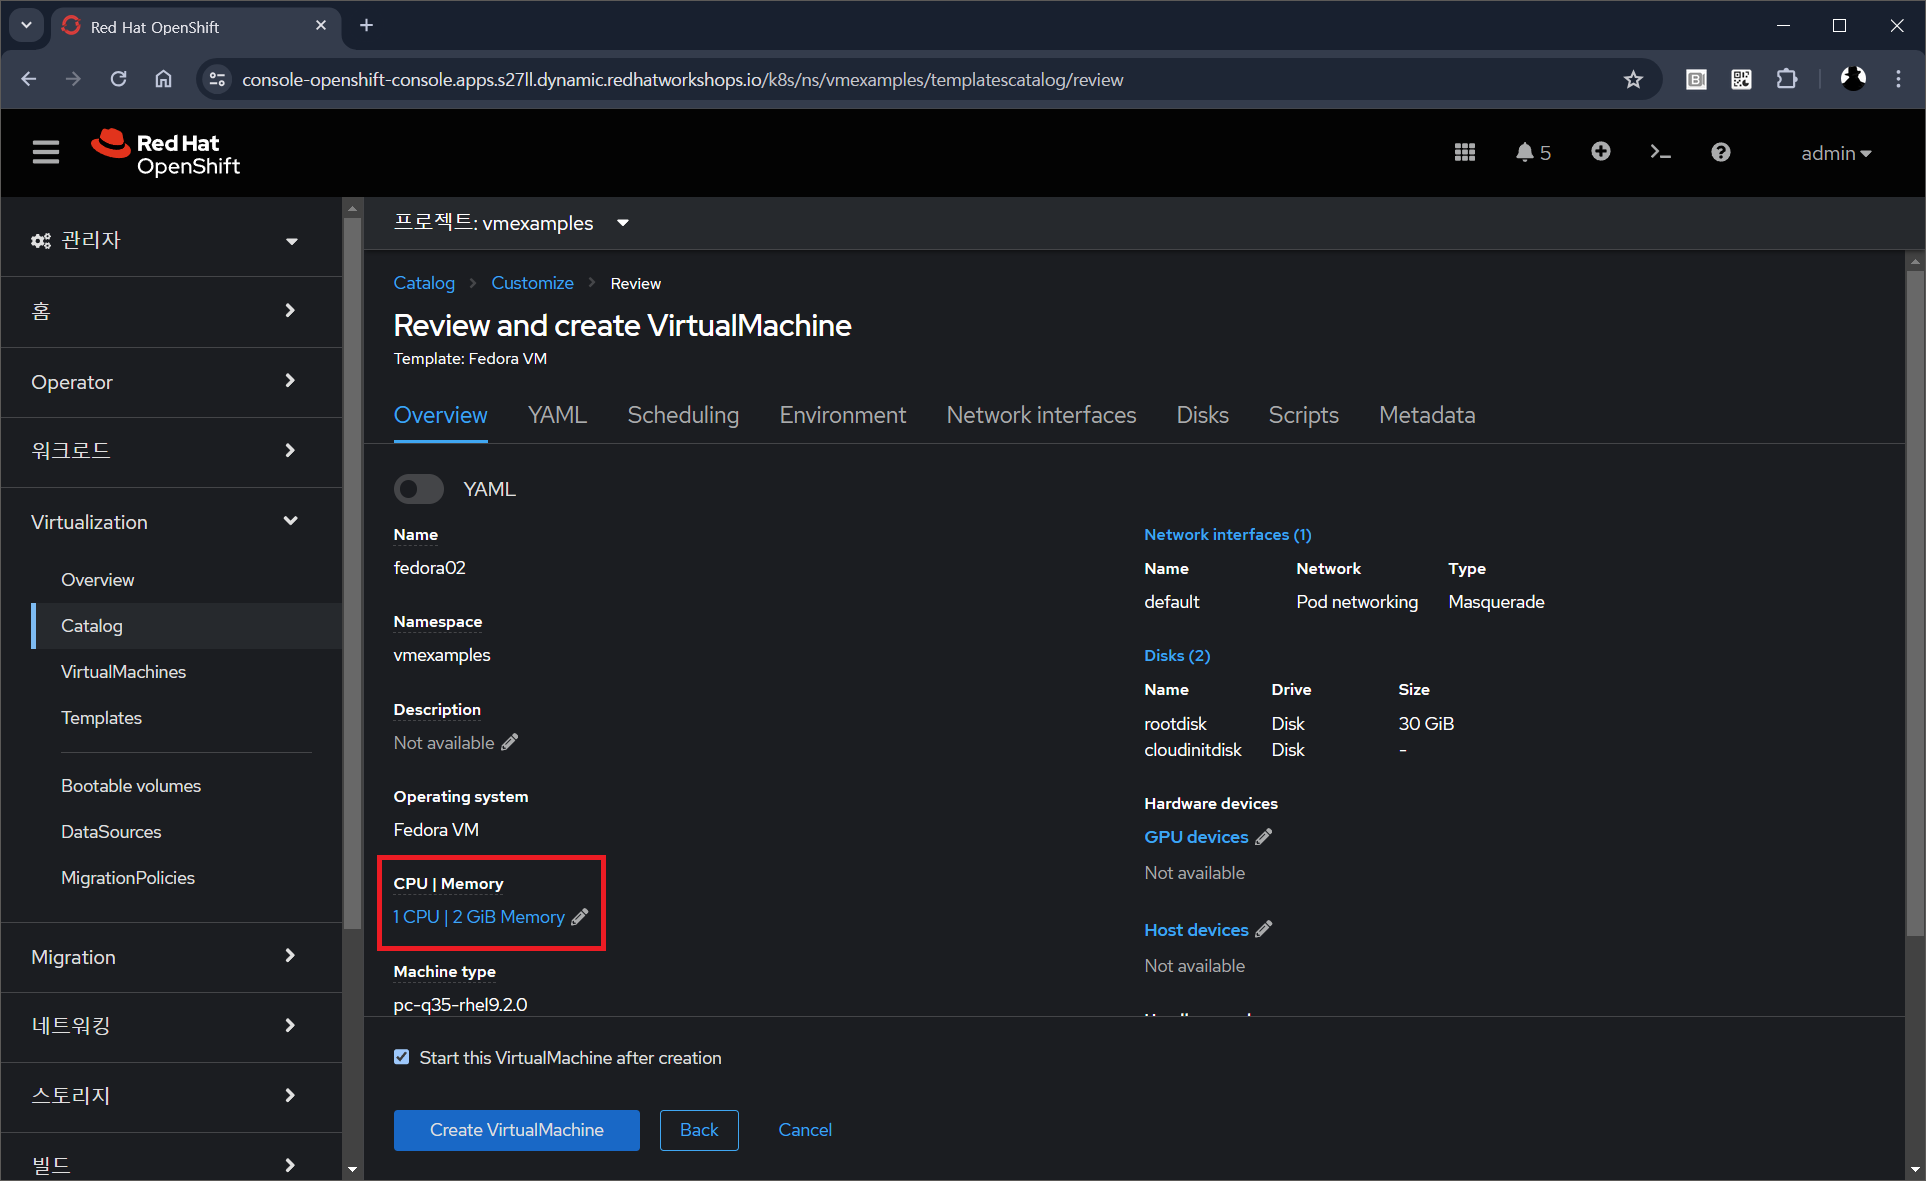 Red Hat OpenShift
console-openshift-console.apps.s27ll.dynamic.redhatworkshops.io/k8s/ns/vmexamples/templatescatalog/review
Red Hat
OpenShift
5
admin
관리자
홈
Operator
워크로드
Virtualization
Overview
Catalog
VirtualMachines
Templates
Bootable volumes
DataSources
MigrationPolicies
Migration
네트워킹
스토리지
빌드
프로젝트: vmexamples
Catalog Customize Review
Review and create VirtualMachine
Template: Fedora VM
Overview YAML Scheduling Environment Network interfaces Disks Scripts Metadata
YAML
Name
fedora02
Namespace
vmexamples
Description
Not available
Operating system
Fedora VM
CPU | Memory
1 CPU | 2 GiB Memory
Machine type
pc-q35-rhel9.2.0
Network interfaces (1)
Name Network Type
default Pod networking Masquerade
Disks (2)
Name Drive Size
rootdisk Disk 30 GiB
cloudinitdisk Disk -
Hardware devices
GPU devices
Not available
Host devices
Not available
Start this VirtualMachine after creation
Create VirtualMachine Back Cancel